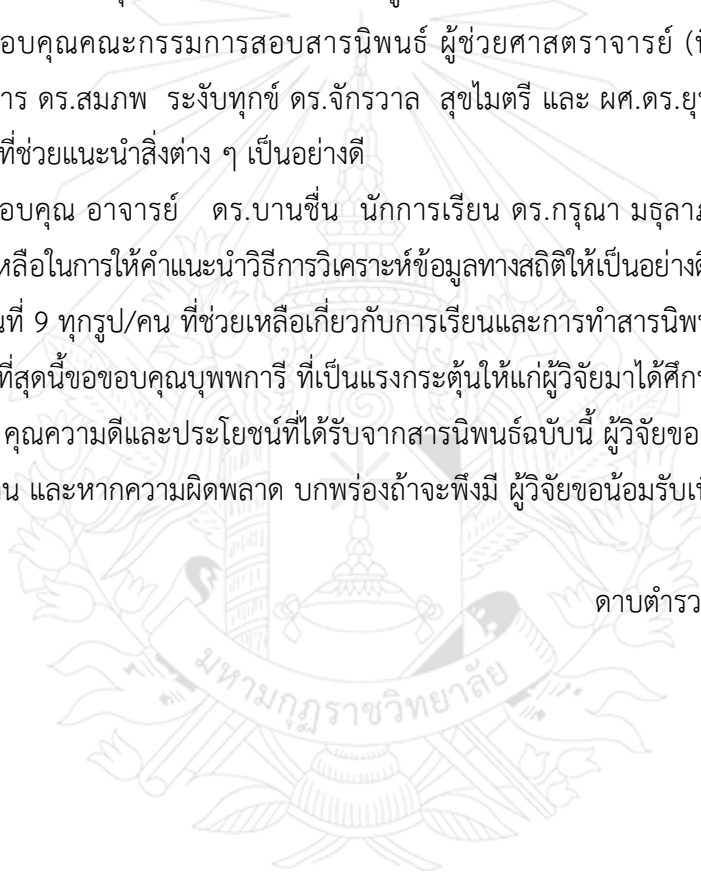 อบคุณคณะกรรมการสอบสารนิพนธ์ ผู้ช่วยศาสตราจารย์
าร ดร.สมภพ ระงับทุกข์ ดร.จักรวาล สุขไมตรี และ ผศ.ดร.ยุ
ที่ช่วยแนะนำสิ่งต่าง ๆ เป็นอย่างดี
อบคุณ อาจารย์ ดร.บานชื่น นักการเรียน ดร.กรุณา มธุลา
หลือในการให้คำแนะนำวิธีการวิเคราะห์ข้อมูลทางสถิติให้เป็นอย่าง
นที่ 9 ทุกรูป/คน ที่ช่วยเหลือเกี่ยวกับการเรียนและการทำสารนิพ
ที่สุดนี้ขอขอบคุณบุพพการี ที่เป็นแรงกระตุ้นให้แก่ผู้วิจัยมาได้ศึก
คุณความดีและประโยชน์ที่ได้รับจากสารนิพนธ์ฉบับนี้ ผู้วิจัยขอ
น และหากความผิดพลาด บกพร่องถ้าจะพึงมี ผู้วิจัยขอน้อมรับ
ดาบตำรว
มหามกุฏราชวิทยาลัย